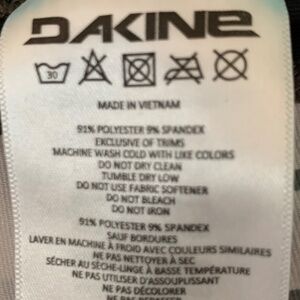 DAKINE
30
MADE IN VIETNAM
91% POLYESTER 9% SPANDEX
EXCLUSIVE OF TRIMS
MACHINE WASH COLD WITH LIKE COLORS
DO NOT DRY CLEAN
TUMBLE DRY LOW
DO NOT USE FABRIC SOFTENER
DO NOT BLEACH
DO NOT IRON
91% POLYESTER 9% SPANDEX
SAUF BORDURES
LAVER EN MACHINE À FROID AVEC COULEURS SIMILAIRES
NE PAS NETTOYER À SEC
SÉCHER AU SÈCHE-LINGE À BASSE TEMPÉRATURE
NE PAS UTILISER D'ASSOUPLISSANT
NE PAS DÉCOLORER
NE PAS REPASSER